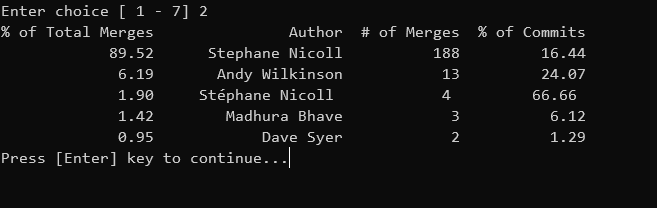 Enter choice [ 1 - 7] 2
% of Total Merges Author # of Merges % of Commits
89.52 Stephane Nicoll 188 16.44
6.19 Andy Wilkinson 13 24.07
1.90 Stéphane Nicoll 4 66.66
1.42 Madhura Bhave 3 6.12
0.95 Dave Syer 2 1.29
Press [Enter] key to continue...